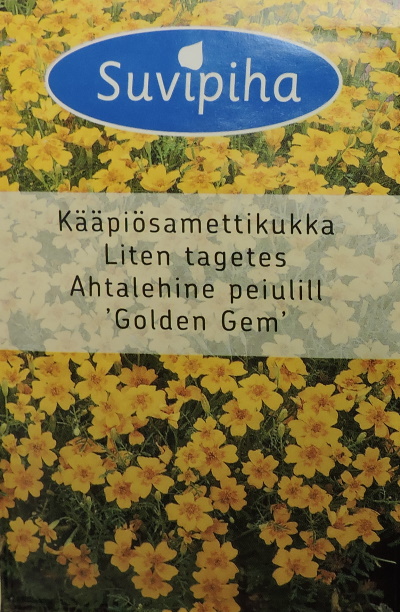 Suvipiha
Kääpiösamettikukka
Liten tagetes
Ahtalehine peiulill
'Golden Gem'